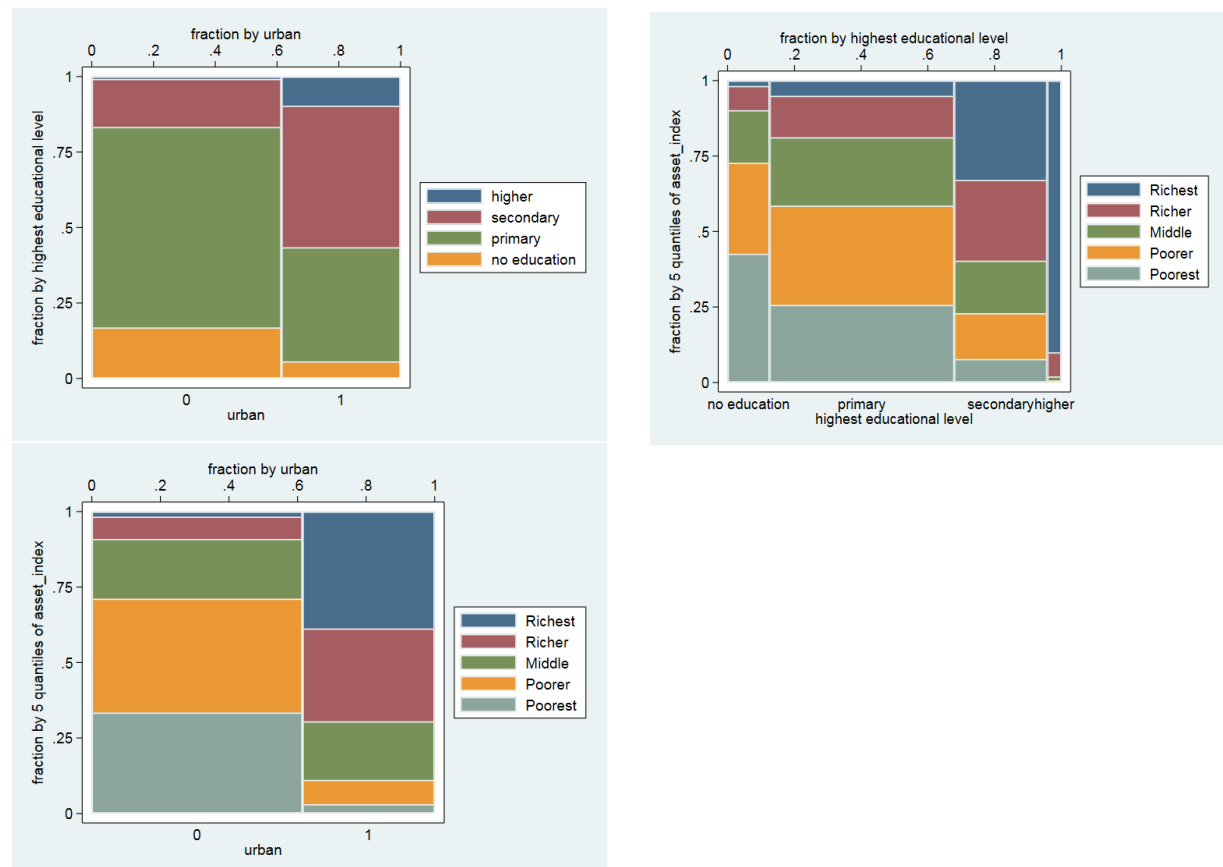 fraction by urban
0 .2 .4 .6 .8 1
fraction by highest educational level
1
.75
.5
.25
0
0 1
urban
higher
secondary
primary
no education
fraction by highest educational level
0 .2 .4 .6 .8 1
fraction by 5 quantiles of asset_index
1
.75
.5
.25
0
no education primary secondary higher
highest educational level
Richest
Richer
Middle
Poorer
Poorest
fraction by urban
0 .2 .4 .6 .8 1
fraction by 5 quantiles of asset_index
1
.75
.5
.25
0
0 1
urban
Richest
Richer
Middle
Poorer
Poorest